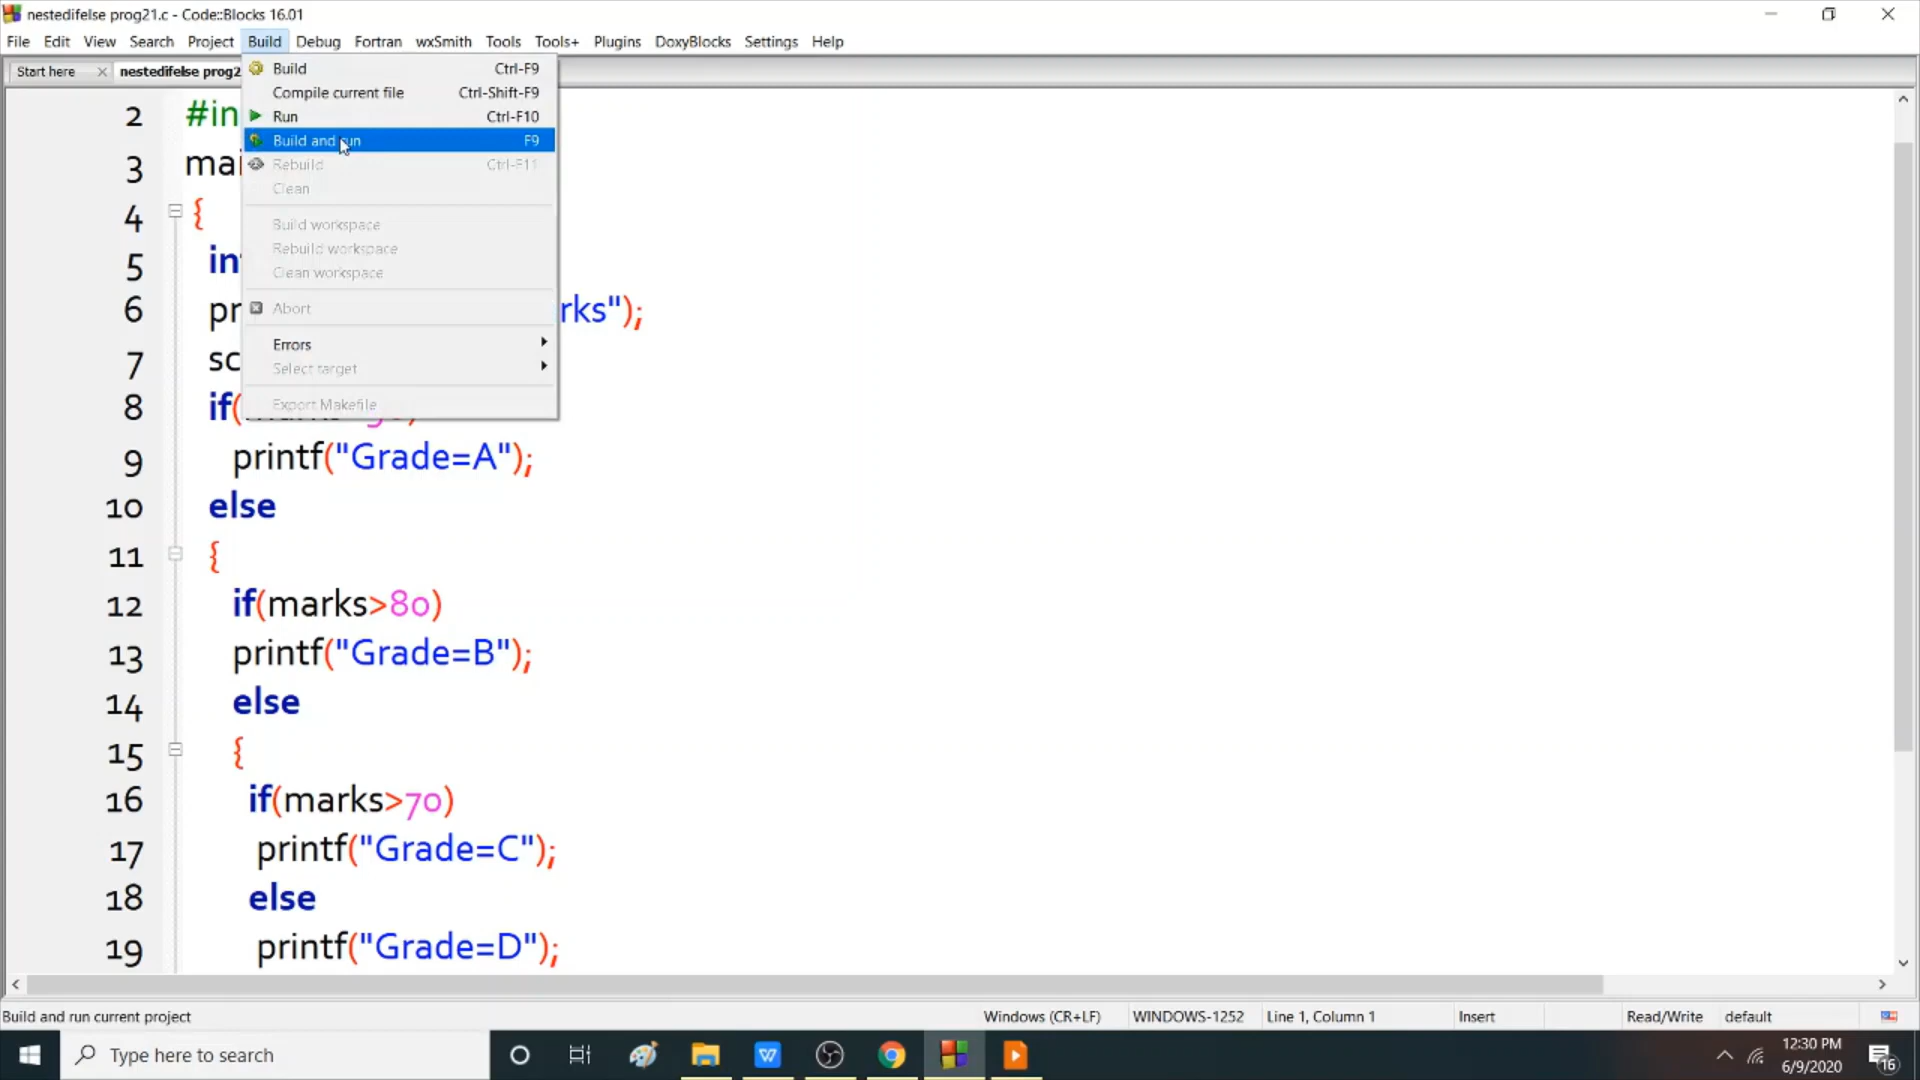 nestedifelse prog21.c - Code::Blocks 16.01
File Edit View Search Project Build Debug Fortran wxSmith Tools Tools+ Plugins DoxyBlocks Settings Help
Start here nestedifelse prog2
Build Ctrl-F9
Compile current file Ctrl-Shift-F9
Run Ctrl-F10
Build and run F9
Rebuild Ctrl-F11
Clean
Build workspace
Rebuild workspace
Clean workspace
Abort
Errors
Select target
Export Makefile
2 #in
3 mai
4 {
5 int
6 pr rks");
7 sc
8 if(
9 printf("Grade=A");
10 else
11 {
12 if(marks>80)
13 printf("Grade=B");
14 else
15 {
16 if(marks>70)
17 printf("Grade=C");
18 else
19 printf("Grade=D");
Build and run current project Windows (CR+LF) WINDOWS-1252 Line 1, Column 1 Insert Read/Write default
Type here to search
12:30 PM
6/9/2020
16